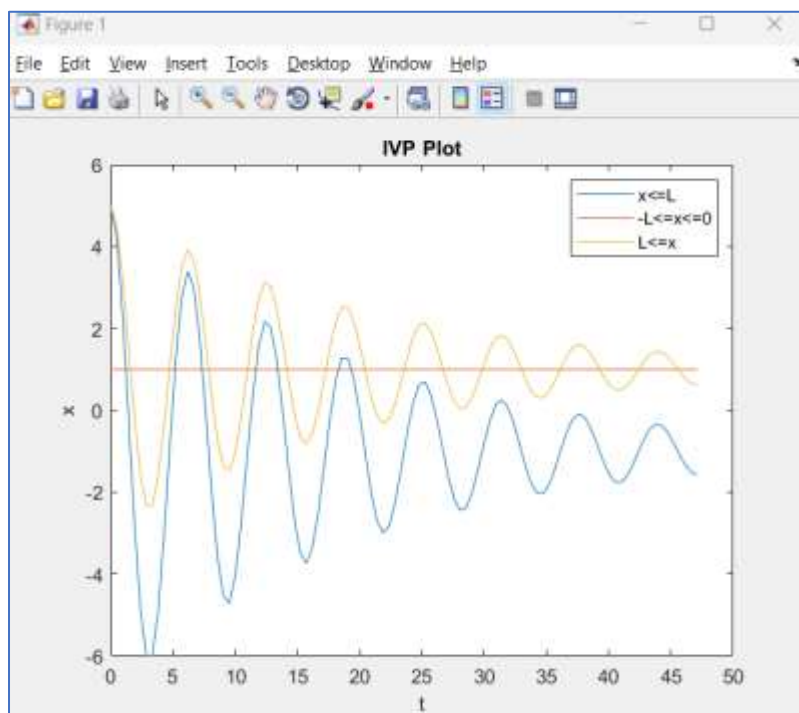 Figure 1
File Edit View Insert Tools Desktop Window Help
IVP Plot
x<=L
-L<=x<=0
L<=x
6
4
2
0
-2
-4
-6
x
0 5 10 15 20 25 30 35 40 45 50
t